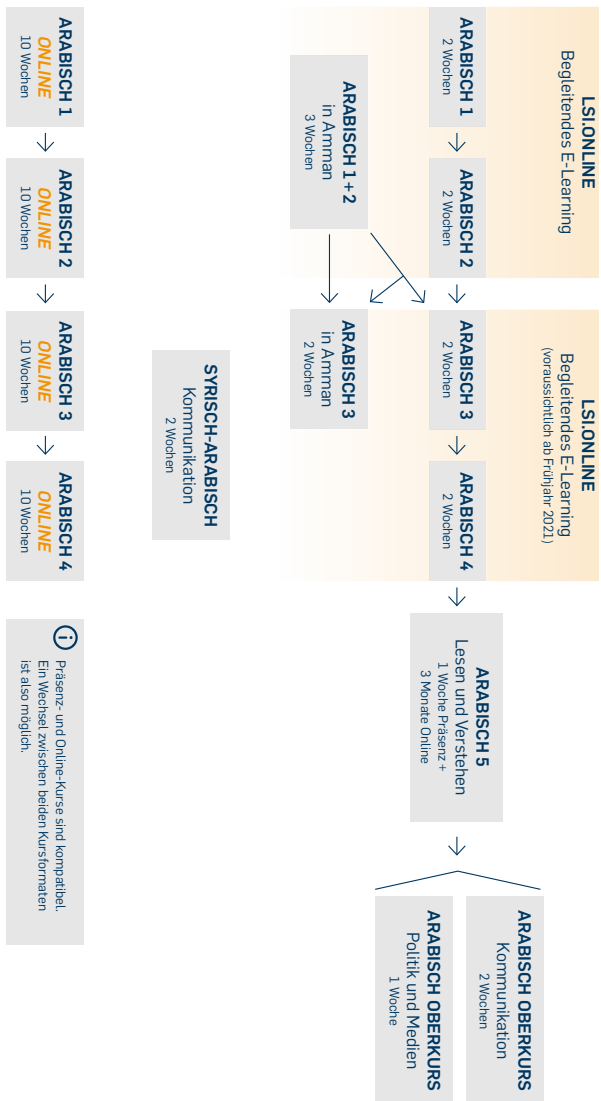 LSI.ONLINE
Begleitendes E-Learning
LSI.ONLINE
Begleitendes E-Learning
(voraussichtlich ab Frühjahr 2021)
ARABISCH 1
2 Wochen
ARABISCH 2
2 Wochen
ARABISCH 3
2 Wochen
ARABISCH 4
2 Wochen
ARABISCH 5
Lesen und Verstehen
1 Woche Präsenz +
3 Monate Online
ARABISCH OBERKURS
Kommunikation
2 Wochen
ARABISCH OBERKURS
Politik und Medien
1 Woche
ARABISCH 1 + 2
in Amman
3 Wochen
ARABISCH 3
in Amman
2 Wochen
SYRISCH-ARABISCH
Kommunikation
2 Wochen
ARABISCH 1
ONLINE
10 Wochen
ARABISCH 2
ONLINE
10 Wochen
ARABISCH 3
ONLINE
10 Wochen
ARABISCH 4
ONLINE
10 Wochen
i
Präsenz- und Online-Kurse sind kompatibel.
Ein Wechsel zwischen beiden Kursformaten
ist also möglich.